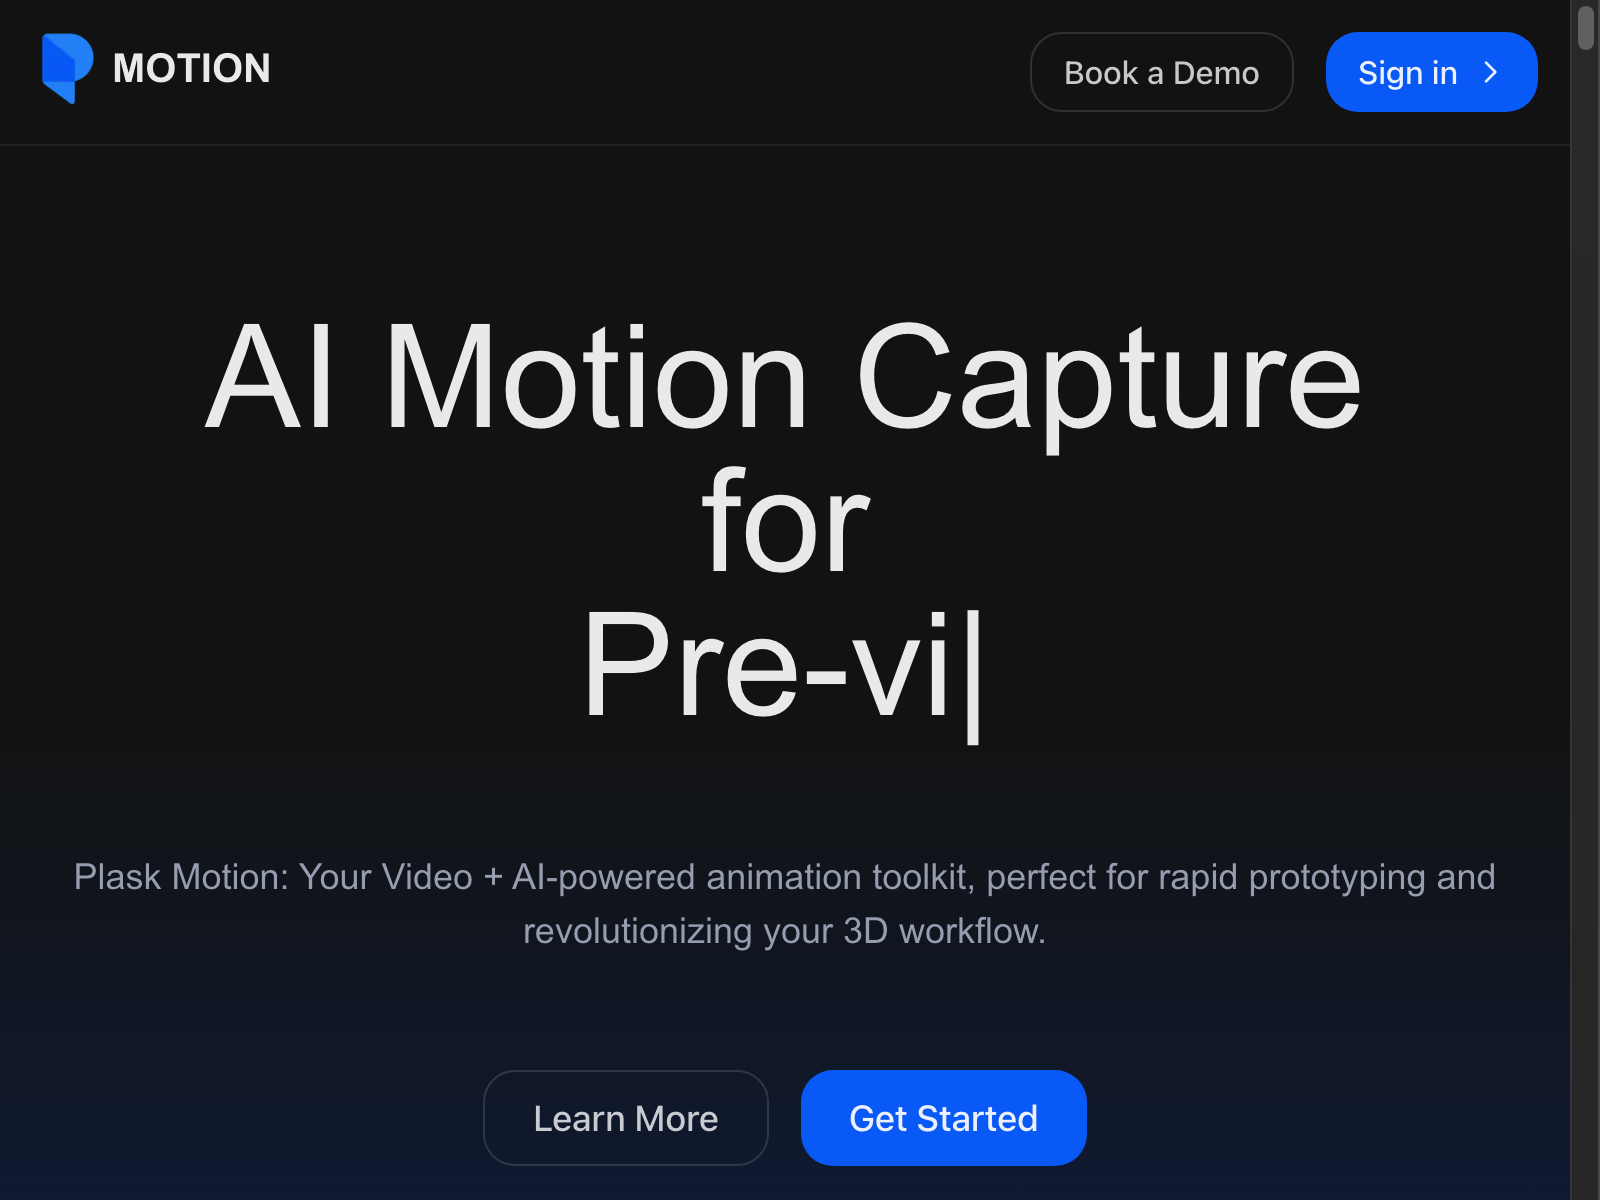 MOTION
Book a Demo
Sign in
AI Motion Capture
for
Pre-vi|
Plask Motion: Your Video + AI-powered animation toolkit, perfect for rapid prototyping and
revolutionizing your 3D workflow.
Learn More
Get Started